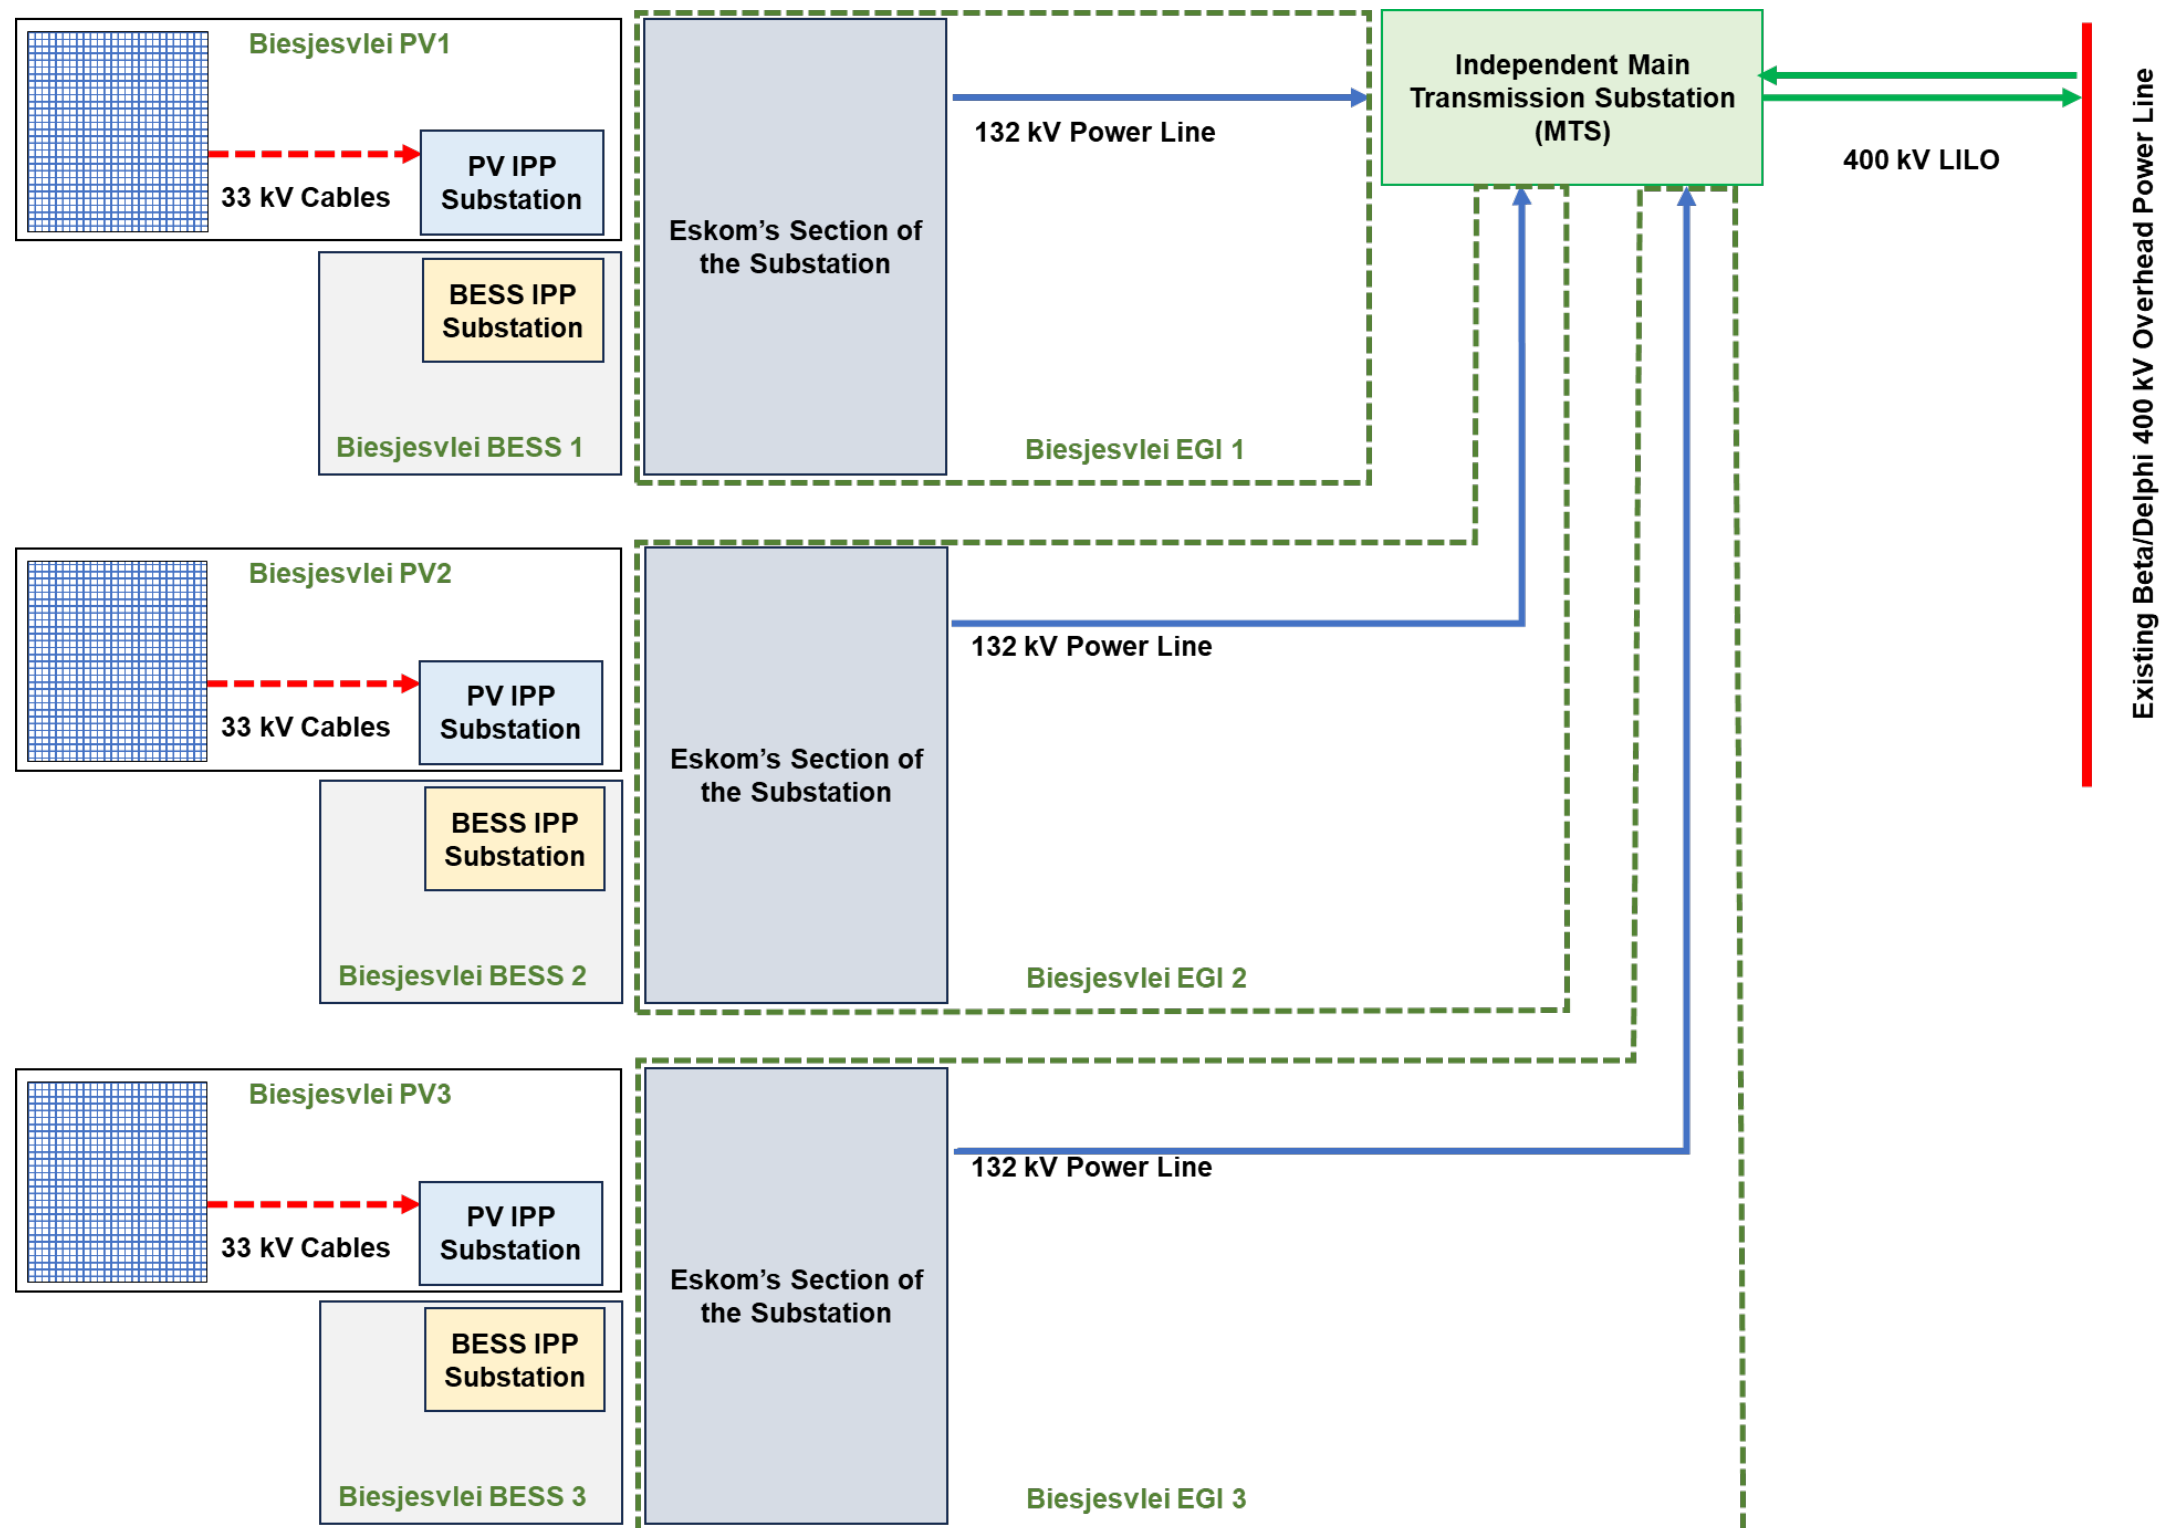 Biesjesvlei PV1
33 kV Cables
PV IPP
Substation
BESS IPP
Substation
Biesjesvlei BESS 1
Eskom’s Section of
the Substation
132 kV Power Line
Biesjesvlei EGI 1
Independent Main
Transmission Substation
(MTS)
400 kV LILO
Existing Beta/Delphi 400 kV Overhead Power Line
Biesjesvlei PV2
33 kV Cables
PV IPP
Substation
BESS IPP
Substation
Biesjesvlei BESS 2
Eskom’s Section of
the Substation
132 kV Power Line
Biesjesvlei EGI 2
Biesjesvlei PV3
33 kV Cables
PV IPP
Substation
BESS IPP
Substation
Biesjesvlei BESS 3
Eskom’s Section of
the Substation
132 kV Power Line
Biesjesvlei EGI 3